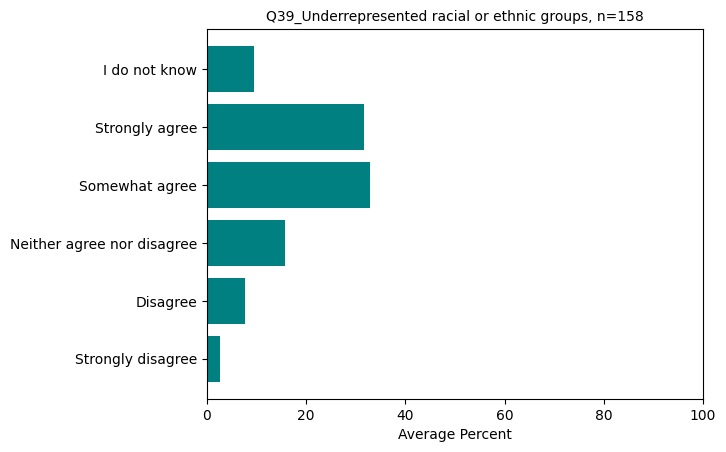 Q39_Underrepresented racial or ethnic groups, n=158
I do not know
Strongly agree
Somewhat agree
Neither agree nor disagree
Disagree
Strongly disagree
0 20 40 60 80 100
Average Percent